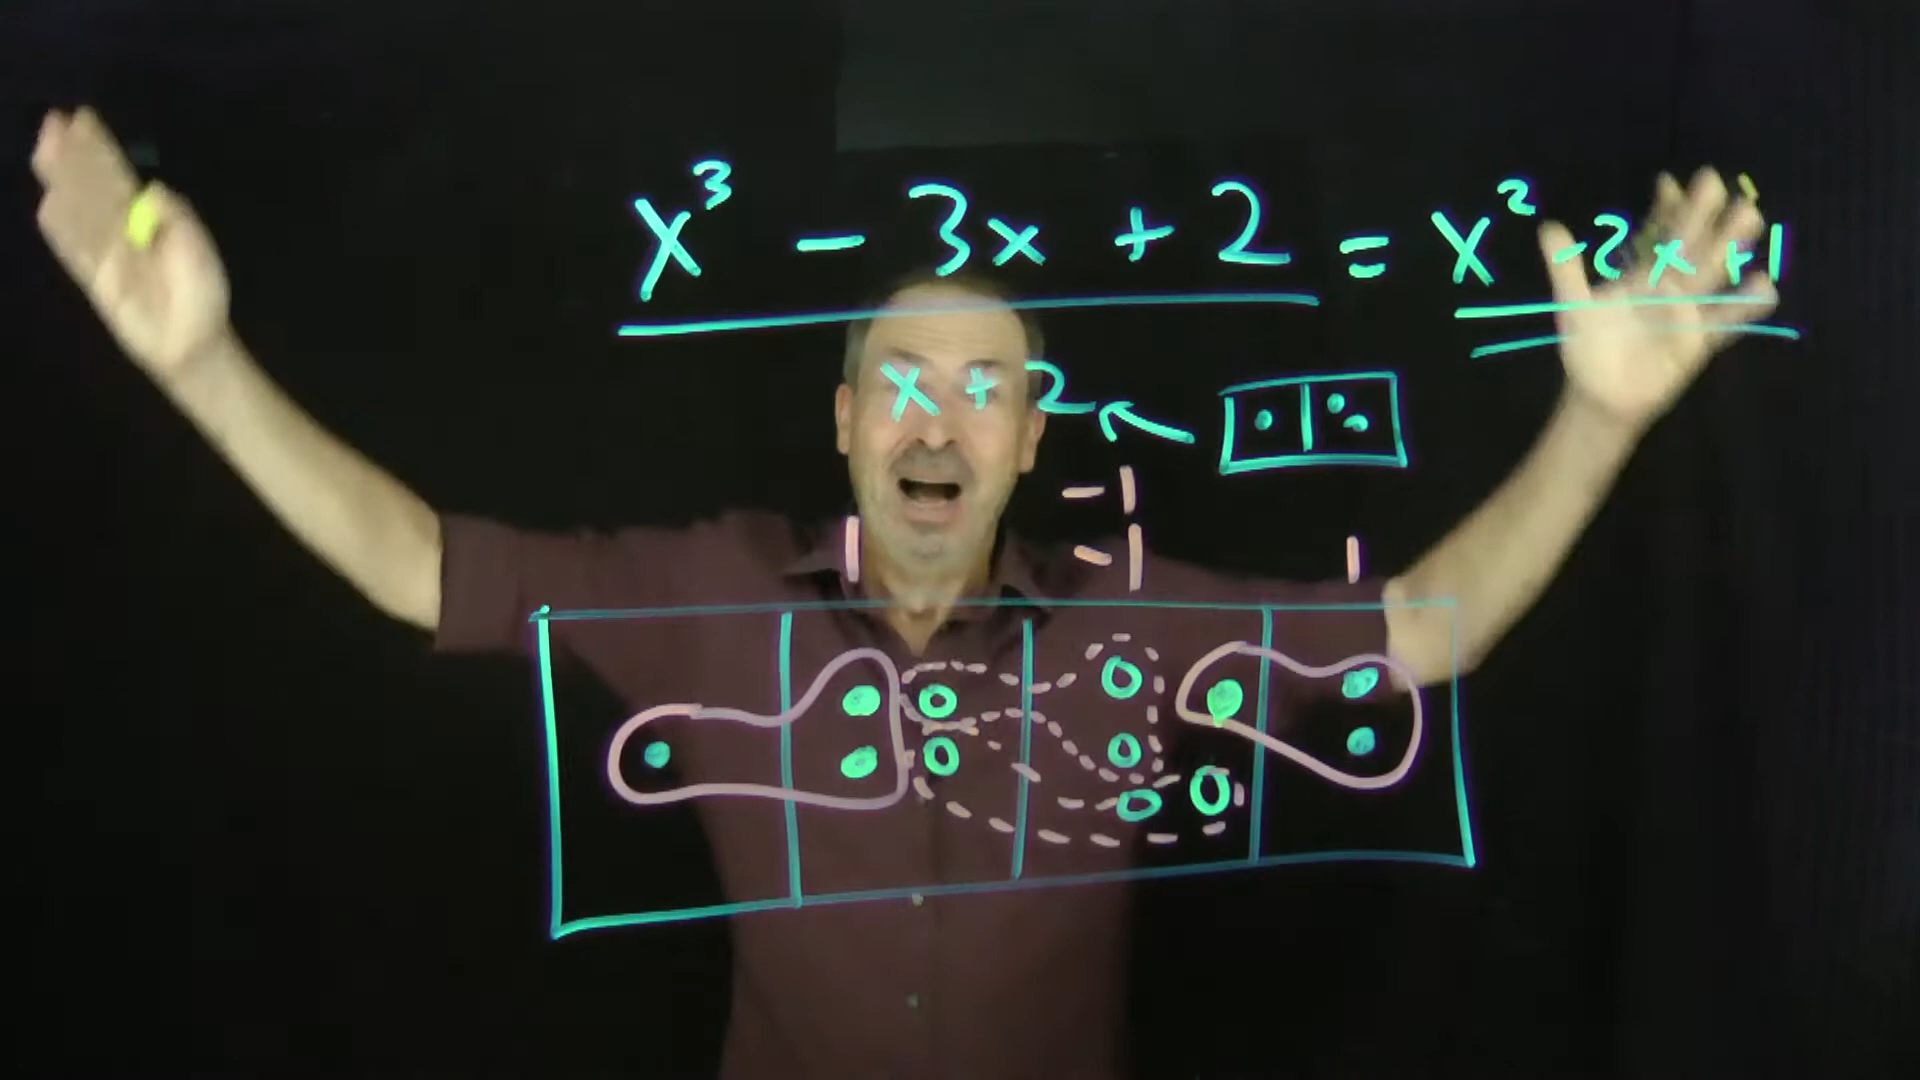 x³ - 3x + 2 = x² - 2x + 1
x + 2
-1
1 -1 1